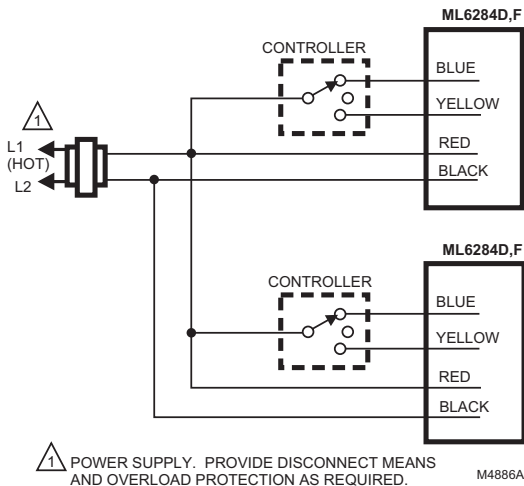 ML6284D,F
CONTROLLER
BLUE
YELLOW
1
L1
(HOT)
RED
BLACK
L2
ML6284D,F
CONTROLLER
BLUE
YELLOW
RED
BLACK
1 POWER SUPPLY. PROVIDE DISCONNECT MEANS
AND OVERLOAD PROTECTION AS REQUIRED.
M4886A